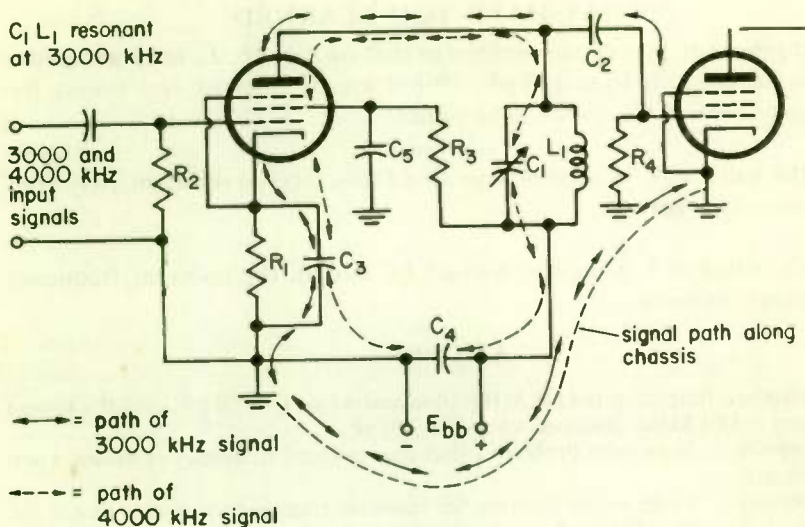 C₁ L₁ resonant
at 3000 kHz
3000 and
4000 kHz
input
signals
R₂
R₁
C₃
C₅
R₃
C₁
L₁
C₂
R₄
C₄
E_bb
+
signal path along
chassis
= path of
3000 kHz signal
= path of
4000 kHz signal